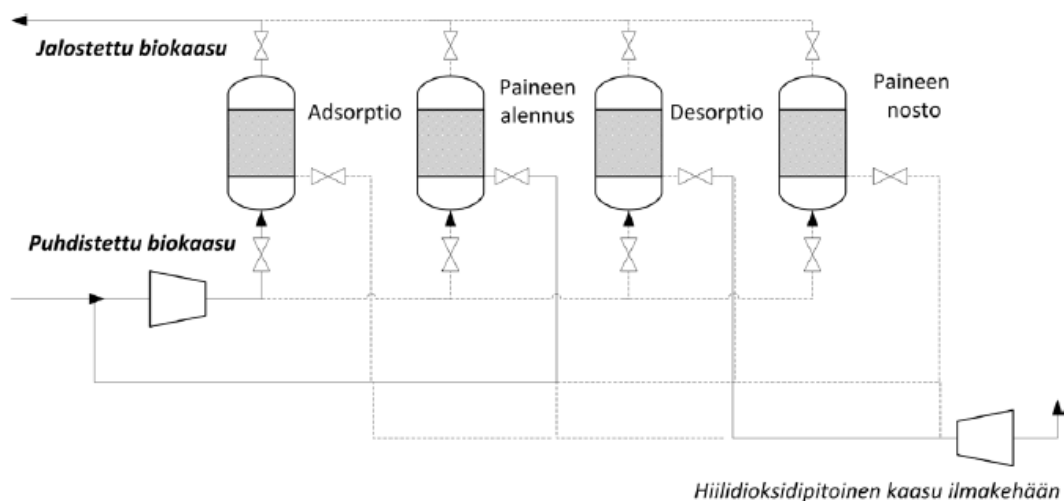 Jalostettu biokaasu
Adsorptio
Paineen
alennus
Desorptio
Paineen
nosto
Puhdistettu biokaasu
Hiilidioksidipitoinen kaasu ilmakehään